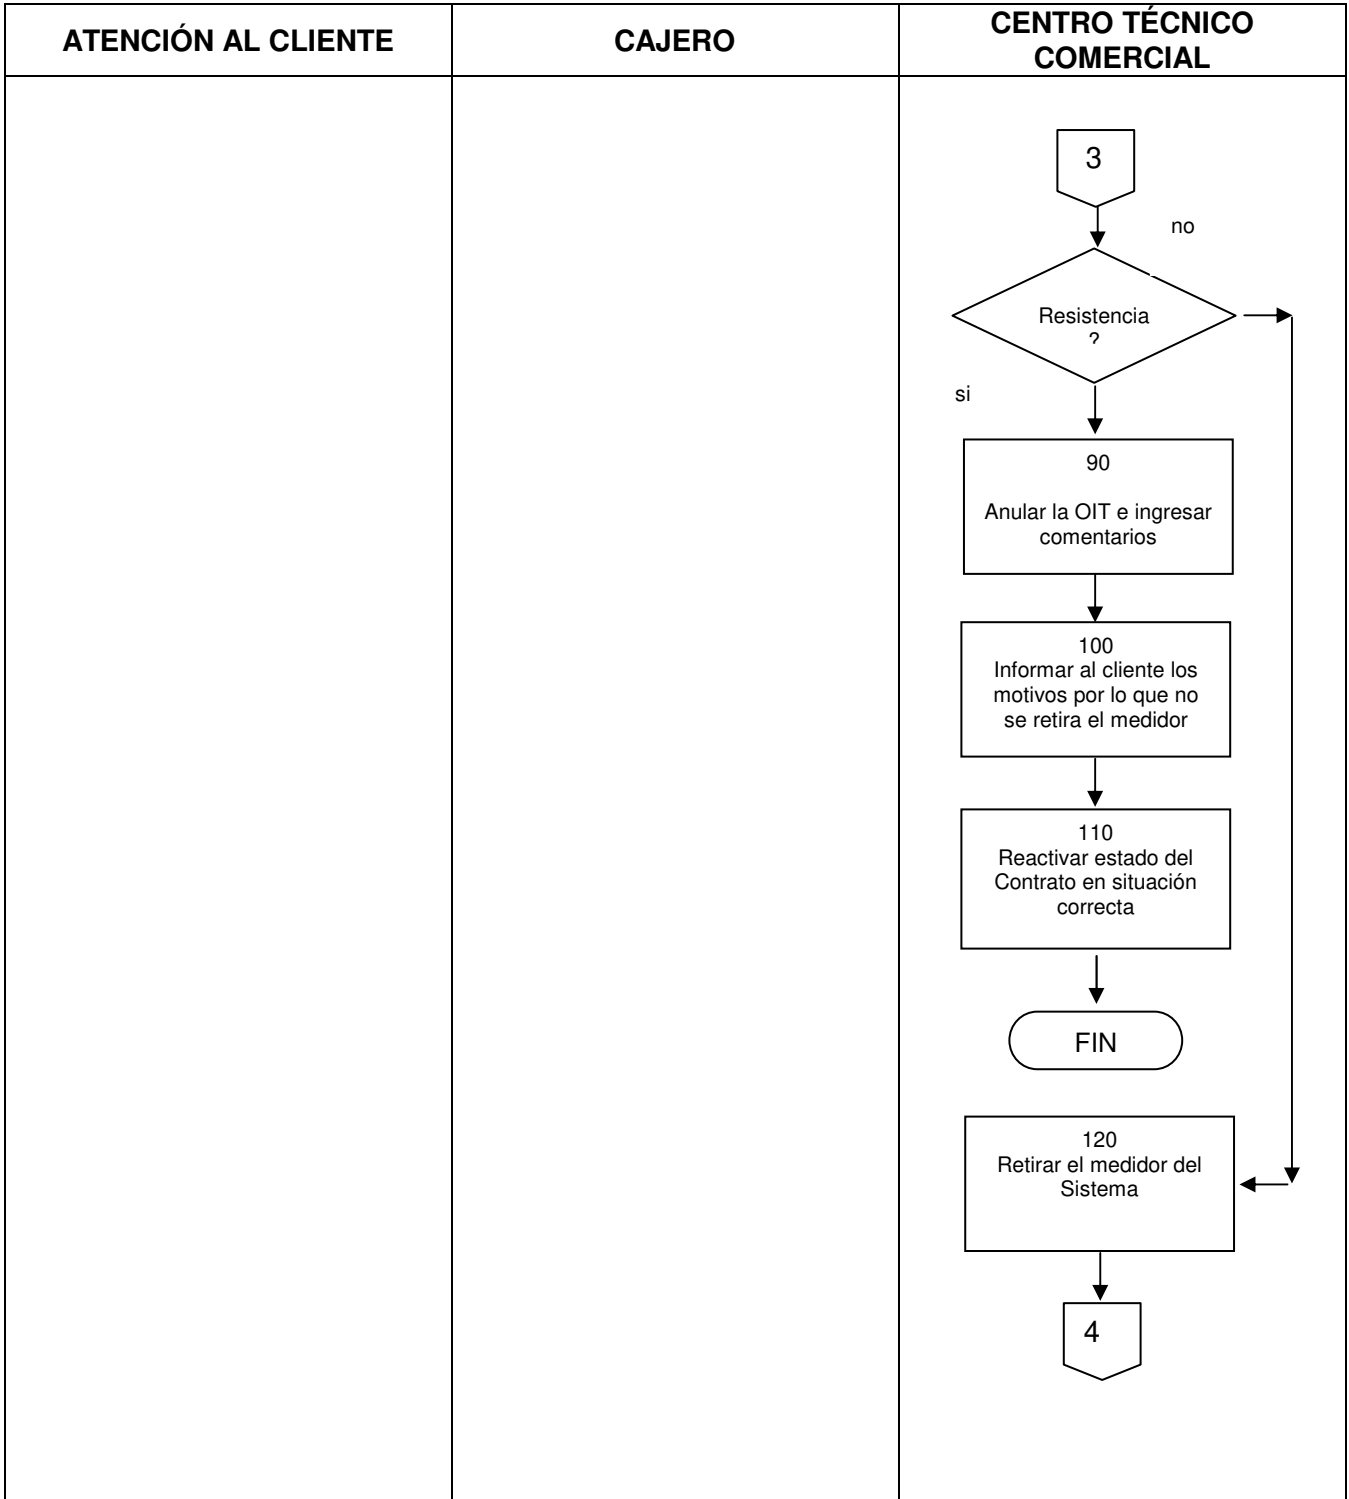 ATENCIÓN AL CLIENTE
CAJERO
CENTRO TÉCNICO
COMERCIAL
3
no
Resistencia
?
si
90
Anular la OIT e ingresar
comentarios
100
Informar al cliente los
motivos por lo que no
se retira el medidor
110
Reactivar estado del
Contrato en situación
correcta
FIN
120
Retirar el medidor del
Sistema
4